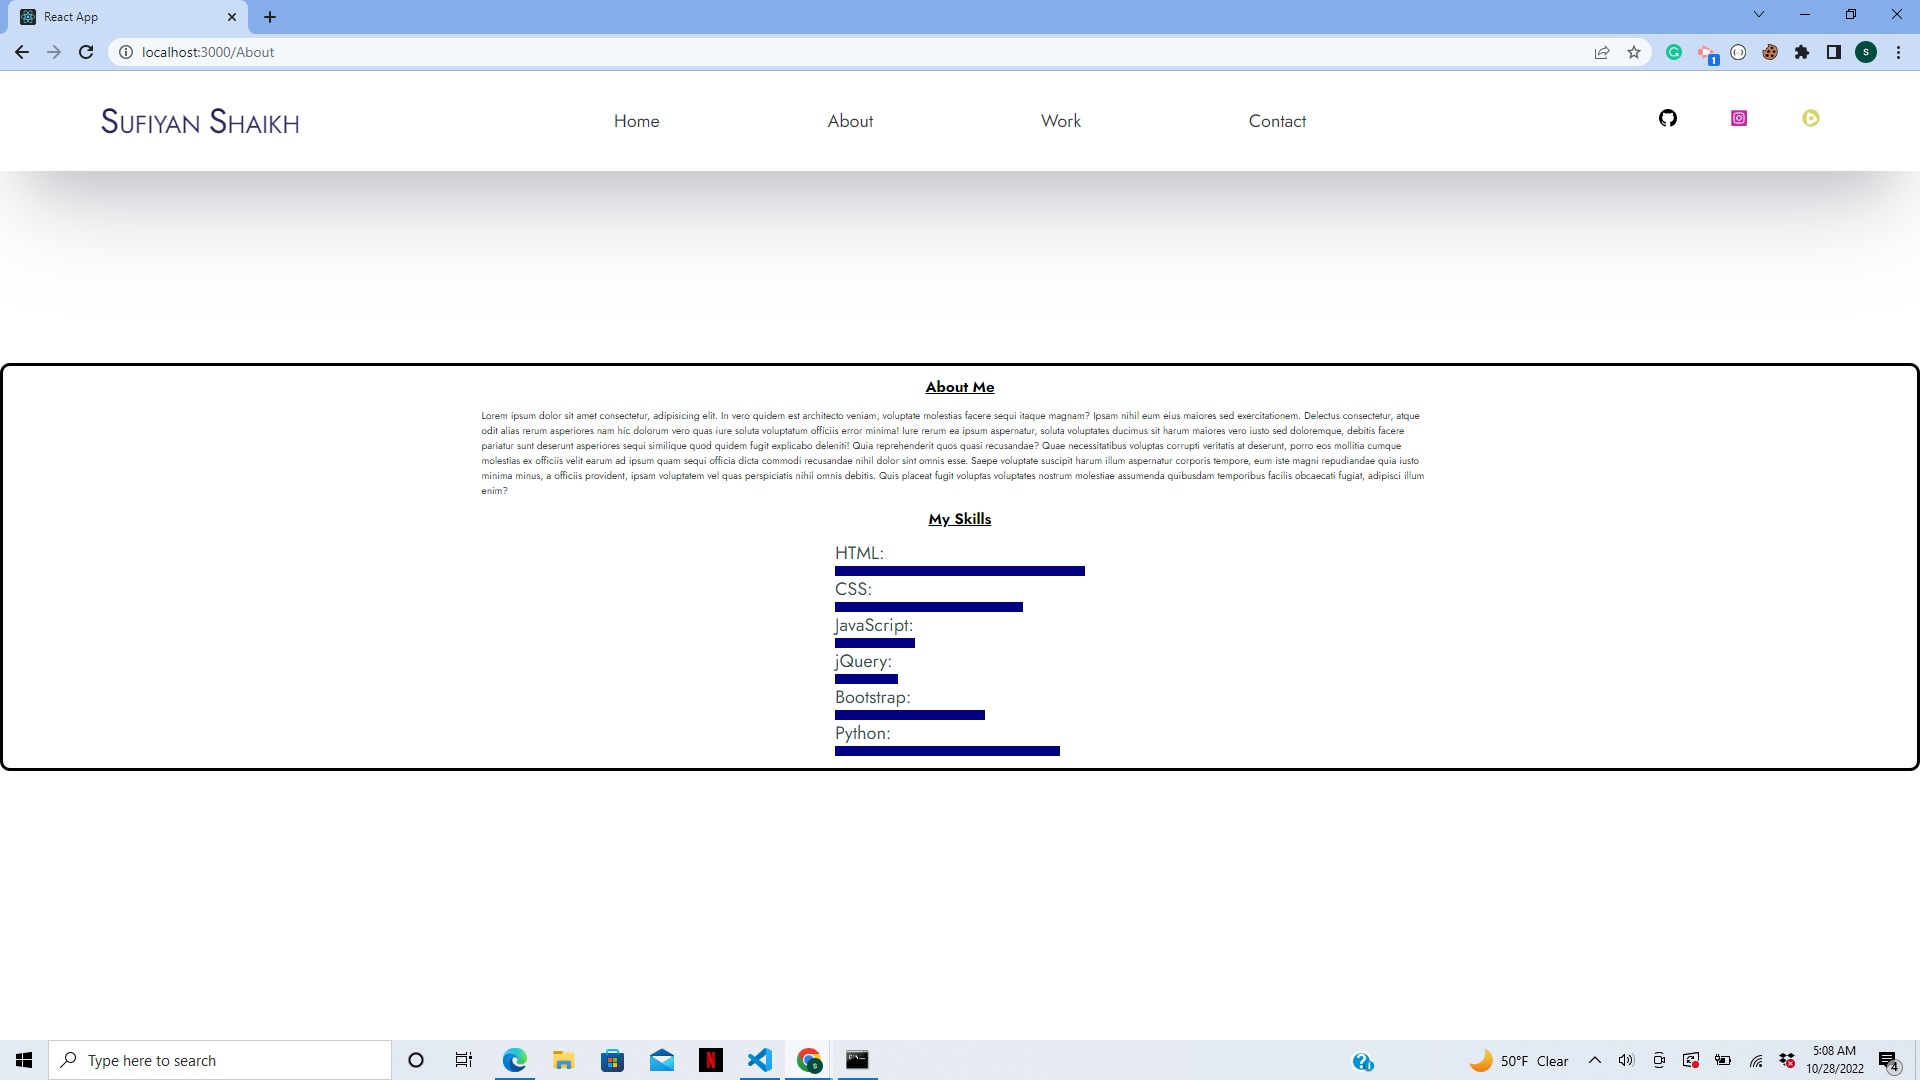 React App
localhost:3000/About
1
S
Sufiyan Shaikh
Home
About
Work
Contact
About Me
Lorem ipsum dolor sit amet consectetur, adipisicing elit. In vero quidem est architecto veniam, voluptate molestias facere sequi itaque magnam? Ipsam nihil eum eius maiores sed exercitationem. Delectus consectetur, atque
odit alias rerum asperiores nam hic dolorum vero quas iure soluta voluptatum officiis error minima! Iure rerum ea ipsum aspernatur, soluta voluptates ducimus sit harum maiores vero iusto sed doloremque, debitis facere
pariatur sunt deserunt asperiores sequi similique quod quidem fugit explicabo deleniti! Quia reprehenderit quos quasi recusandae? Quae necessitatibus voluptas corrupti veritatis at deserunt, porro eos mollitia cumque
molestias ex officiis velit earum ad ipsum quam sequi officia dicta commodi recusandae nihil dolor sint omnis esse. Saepe voluptate suscipit harum illum aspernatur corporis tempore, eum iste magni repudiandae quia iusto
minima minus, a officiis provident, ipsam voluptatem vel quas perspiciatis nihil omnis debitis. Quis placeat fugit voluptas voluptates nostrum molestiae assumenda quibusdam temporibus facilis obcaecati fugiat, adipisci illum
enim?
My Skills
HTML:
CSS:
JavaScript:
jQuery:
Bootstrap:
Python:
Type here to search
N
50°F Clear
5:08 AM
10/28/2022
4